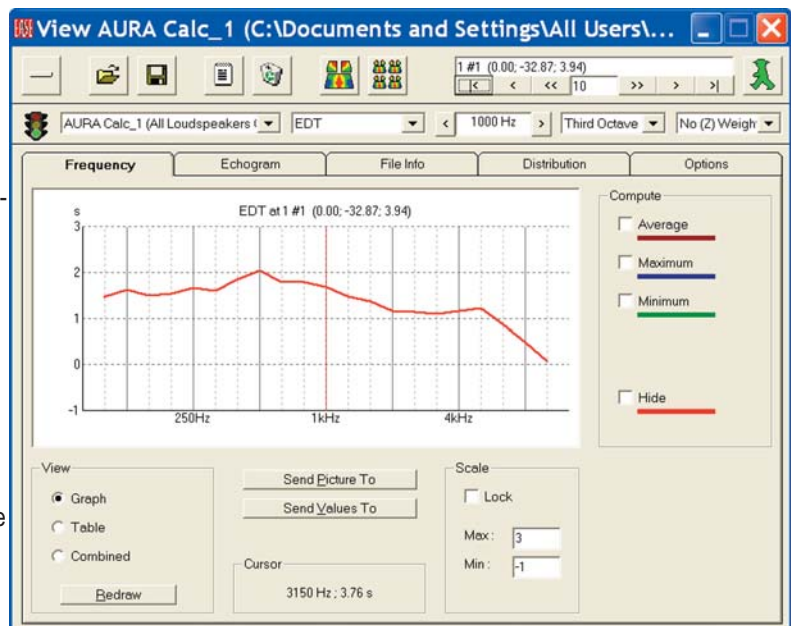 View AURA Calc_1 (C:\Documents and Settings\All Users\...
1 #1 (0.00; -32.87; 3.94)
|< < << 10 >> > >|
AURA Calc_1 (All Loudspeakers ( EDT < 1000 Hz > Third Octave No (Z) Weigh
Frequency Echogram File Info Distribution Options
-
s EDT at 1 #1 (0.00; -32.87; 3.94)
3
2
1
0
-1
250Hz 1kHz 4kHz
Compute
Average
Maximum
Minimum
Hide
View
Graph
Table
Combined
Redraw
e
Send Picture To
Send Values To
Cursor
3150 Hz ; 3.76 s
Scale
Lock
Max: 3
Min: -1